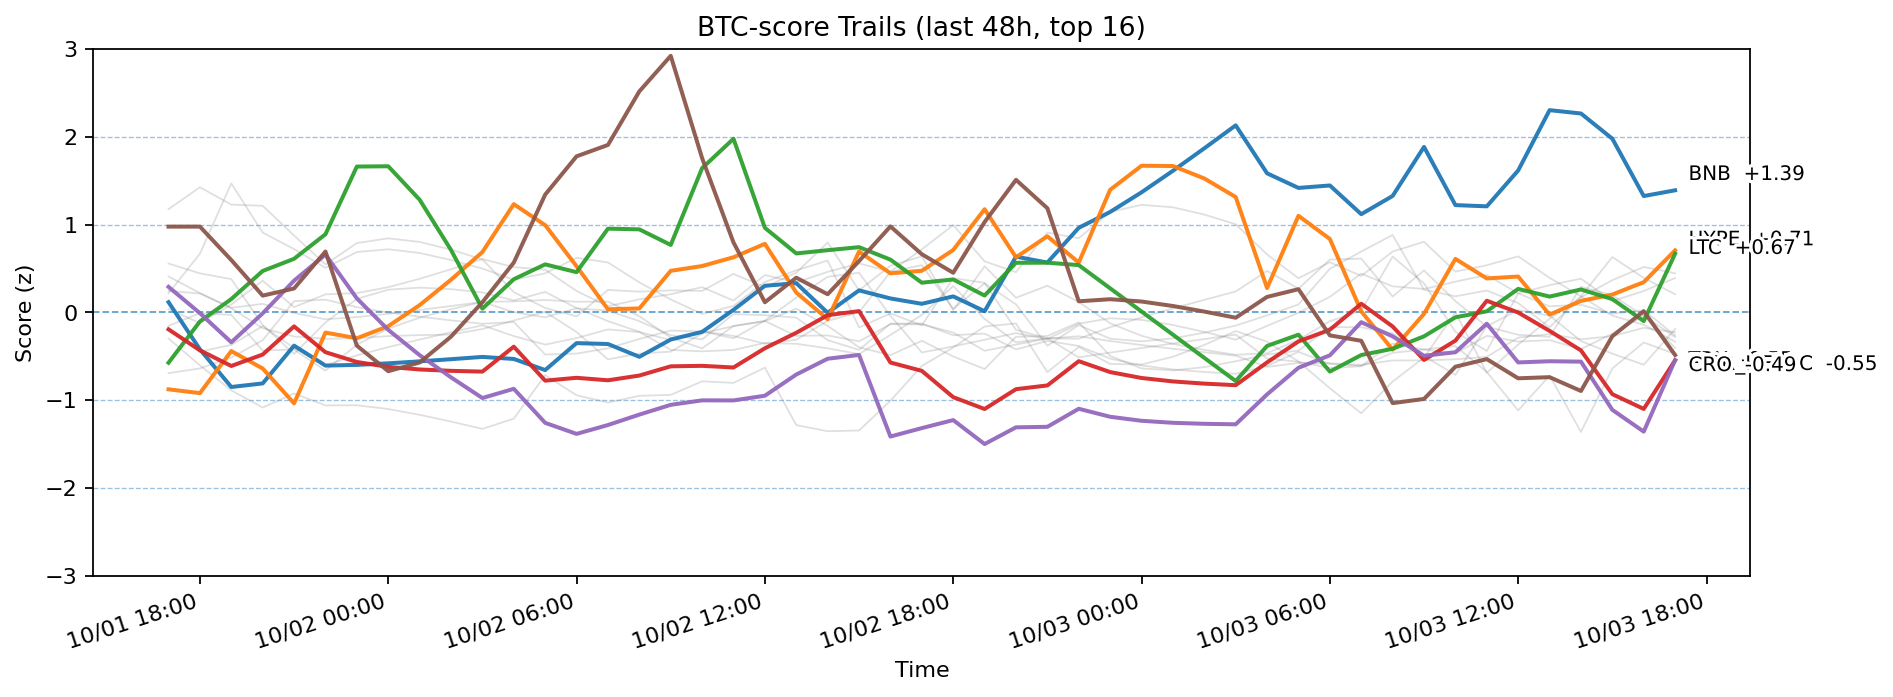 BTC-score Trails (last 48h, top 16)
Score (z)
3
2
1
0
−1
−2
−3
BNB +1.39
LTC +0.67
CRO -0.49
C -0.55
10/01 18:00
10/02 00:00
10/02 06:00
10/02 12:00
10/02 18:00
10/03 00:00
10/03 06:00
10/03 12:00
10/03 18:00
Time